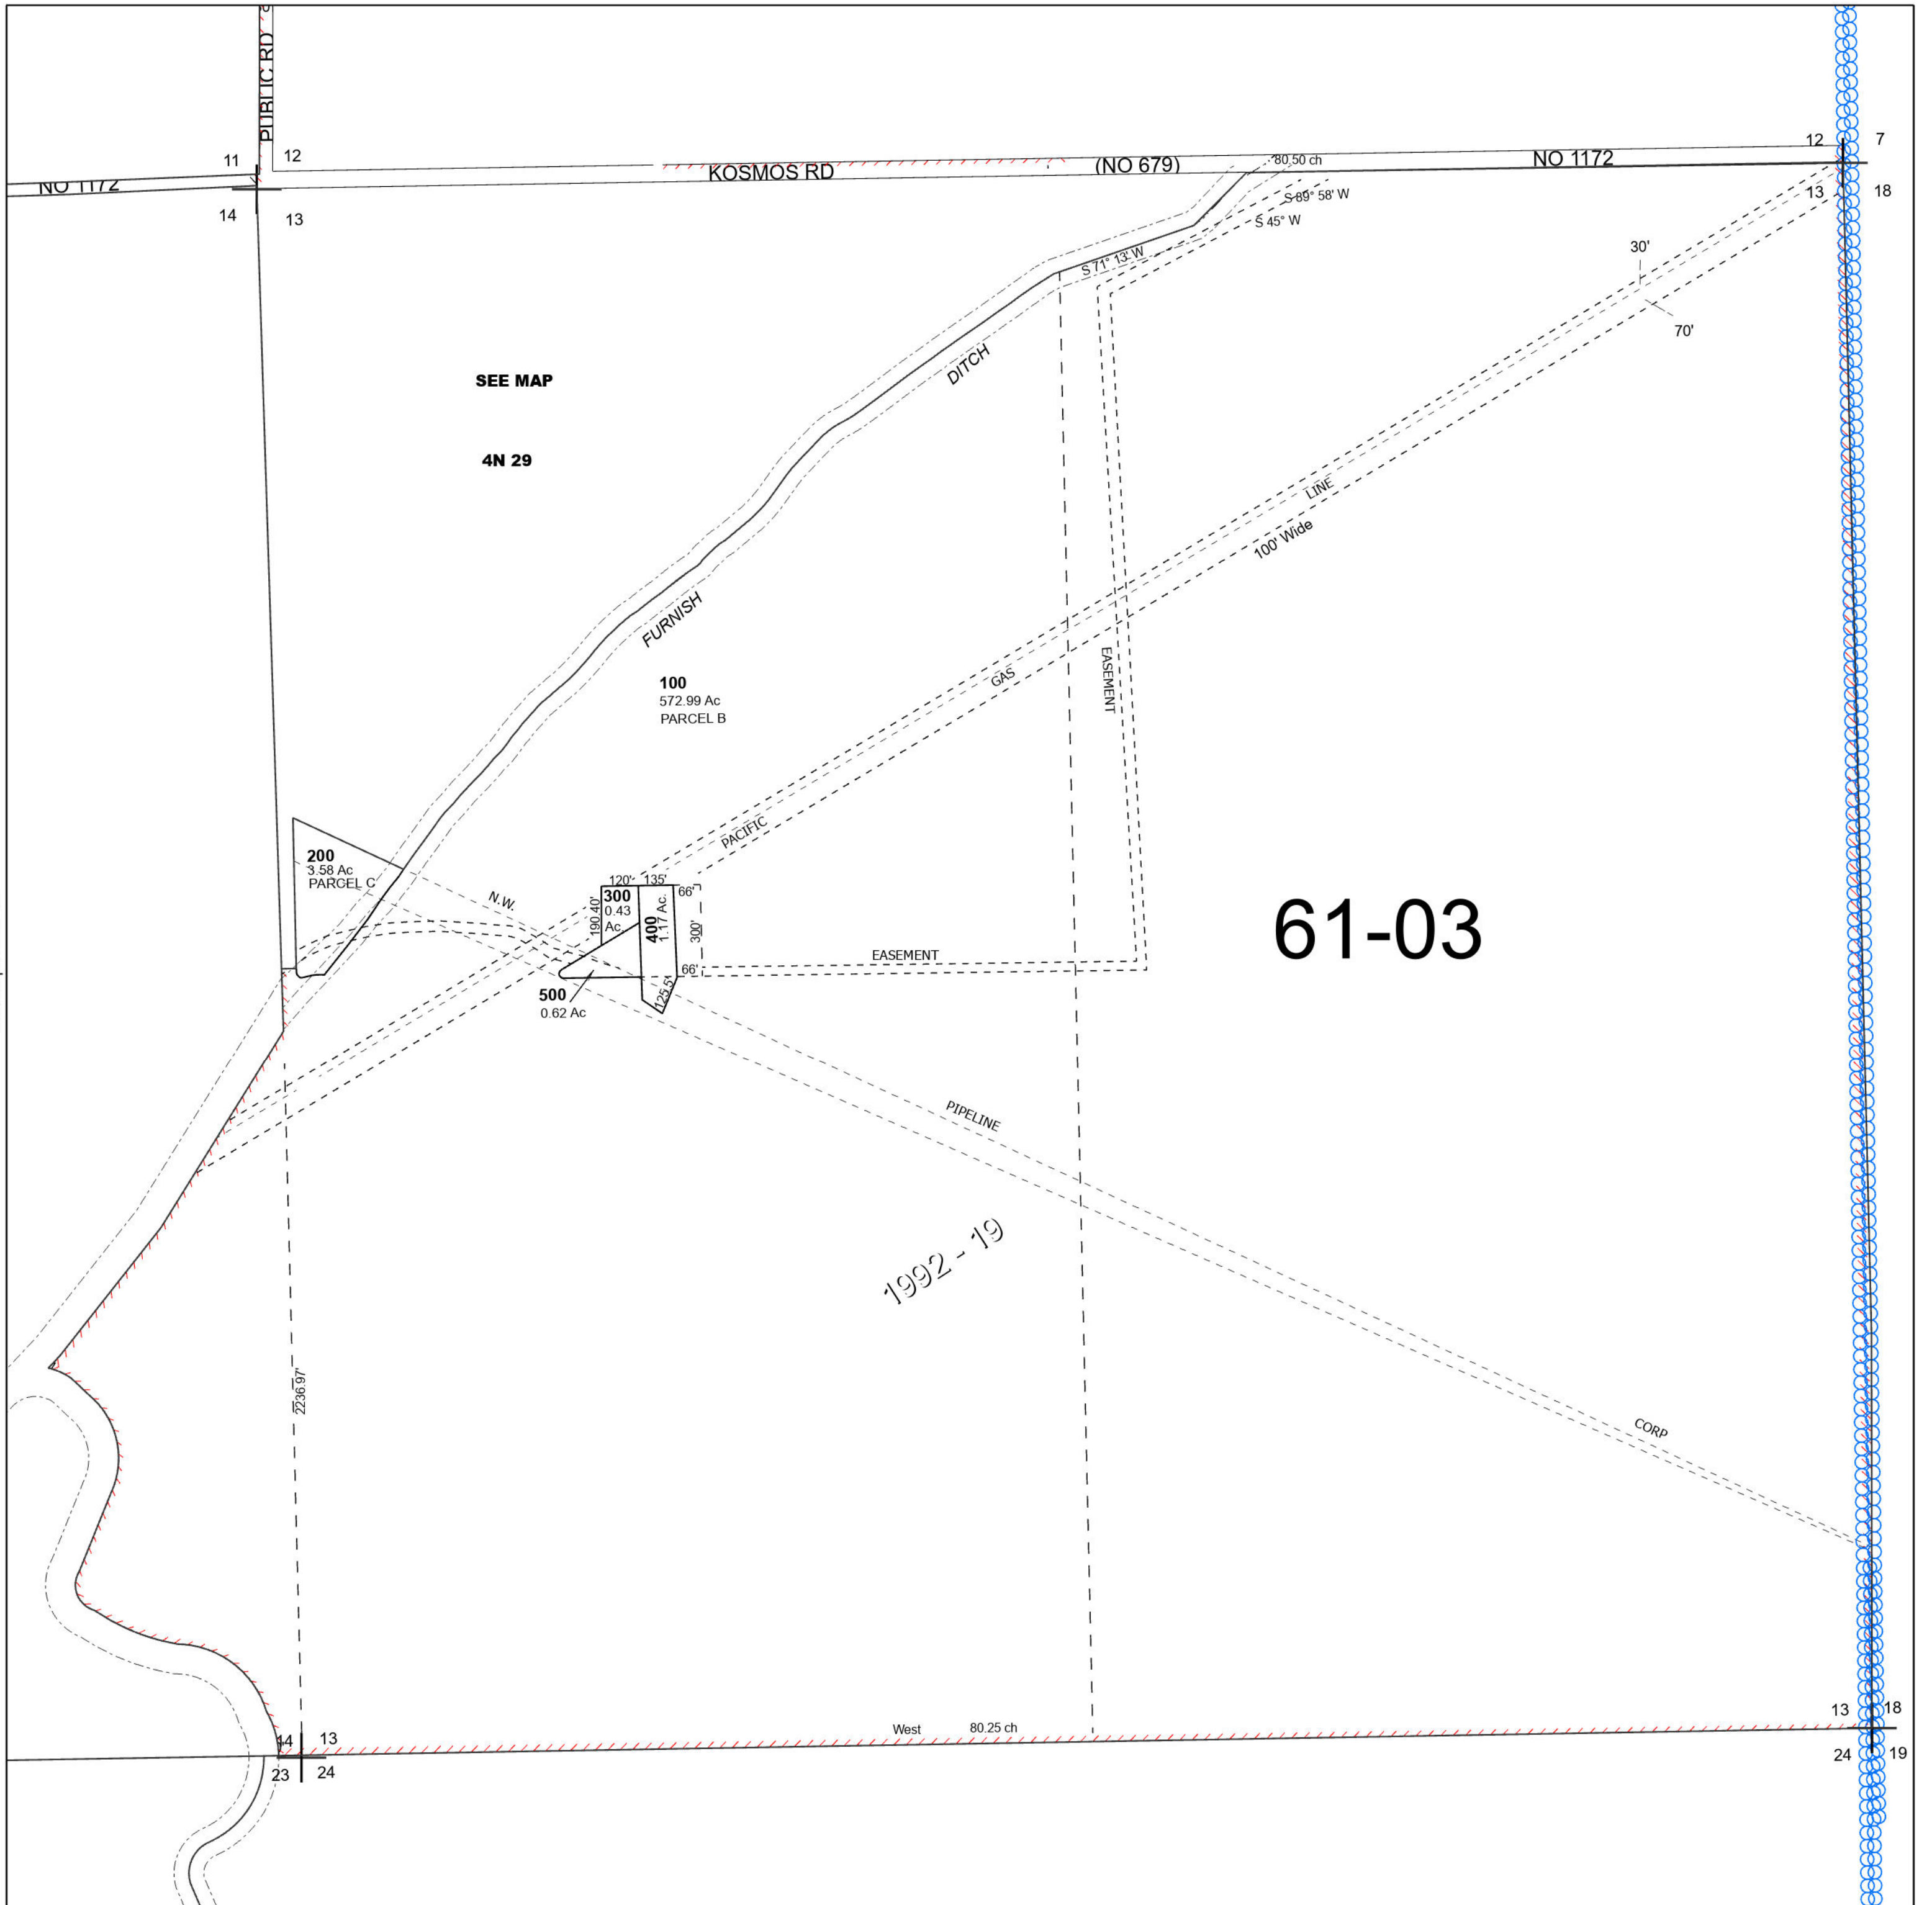 PUBLIC RD
11
12
12
7
KOSMOS RD
(NO 679)
80.50 ch
NO 1172
NO 1172
14
13
13
18
S 89° 58' W
S 45° W
S 71° 13' W
30'
70'
SEE MAP
4N 29
DITCH
LINE
100' Wide
FURNISH
100
572.99 Ac
PARCEL B
GAS
EASEMENT
PACIFIC
200
3.58 Ac
PARCEL C
N.W.
120'
135'
66'
300
0.43
Ac
190.40'
400
1.17 Ac.
300'
66'
EASEMENT
61-03
500
0.62 Ac
125.5'
PIPELINE
1992 - 19
2236.97'
CORP
West
80.25 ch
14
13
13
18
23
24
24
19